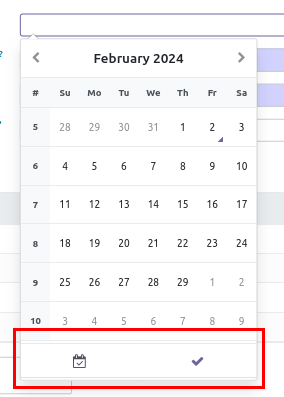 ?
February 2024
# Su Mo Tu We Th Fr Sa
5 28 29 30 31 1 2 3
6 4 5 6 7 8 9 10
7 11 12 13 14 15 16 17
8 18 19 20 21 22 23 24
9 25 26 27 28 29 1 2
10 3 4 5 6 7 8 9